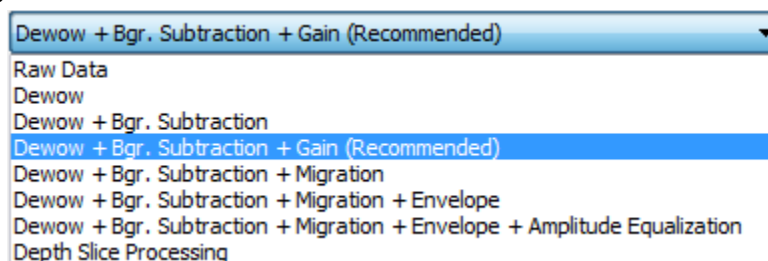 Dewow + Bgr. Subtraction + Gain (Recommended)
Raw Data
Dewow
Dewow + Bgr. Subtraction
Dewow + Bgr. Subtraction + Gain (Recommended)
Dewow + Bgr. Subtraction + Migration
Dewow + Bgr. Subtraction + Migration + Envelope
Dewow + Bgr. Subtraction + Migration + Envelope + Amplitude Equalization
Depth Slice Processing